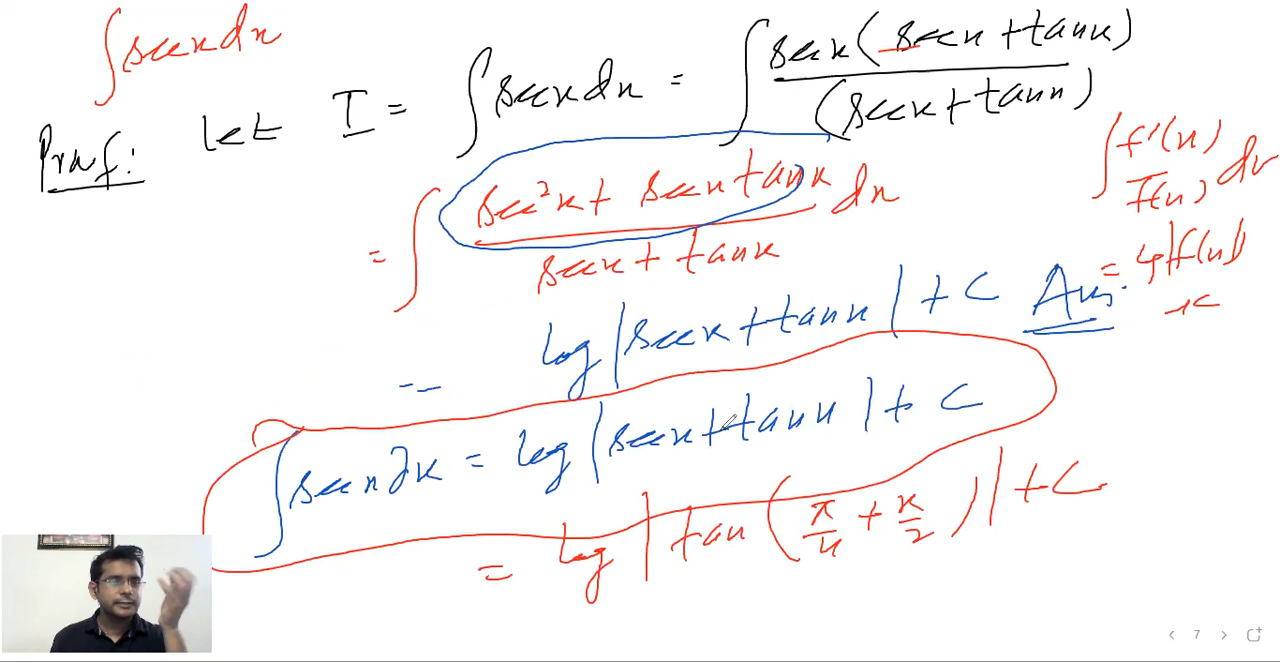 ∫ secx dx
Proof: Let I = ∫ secx dx = ∫ secx( secx + tanx) / (secx + tanx)
= ∫ sec²x + secx tanx / secx + tanx dx
∫ f'(x) / f(x) dx
= log|f(x)|
+c
= log|secx + tanx| + C Ans.
∫ secx dx = log|secx + tanx| + C
= log|tan(π/4 + x/2)| + C
7